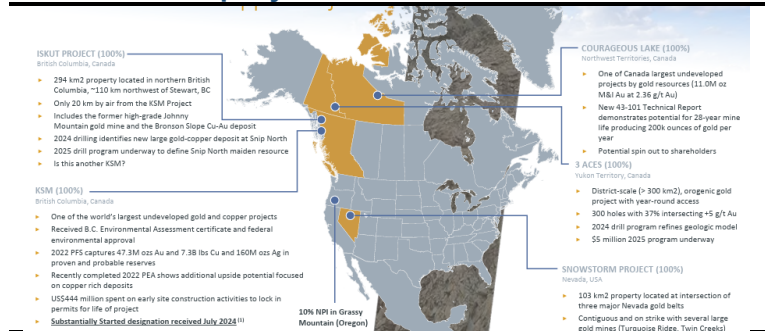 ISKUT PROJECT (100%)
British Columbia, Canada
▸ 294 km2 property located in northern British
Columbia, ~110 km northwest of Stewart, BC
▸ Only 20 km by air from the KSM Project
▸ Includes the former high-grade Johnny
Mountain gold mine and the Bronson Slope Cu-Au deposit
▸ 2024 drilling identifies new large gold-copper deposit at Snip North
▸ 2025 drill program underway to define Snip North maiden resource
▸ Is this another KSM?
KSM (100%)
British Columbia, Canada
▸ One of the world's largest undeveloped gold and copper projects
▸ Received B.C. Environmental Assessment certificate and federal
environmental approval
▸ 2022 PFS captures 47.3M ozs Au and 7.3B lbs Cu and 160M ozs Ag in
proven and probable reserves
▸ Recently completed 2022 PEA shows additional upside potential focused
on copper rich deposits
▸ US$444 million spent on early site construction activities to lock in
permits for life of project
▸ Substantially Started designation received July 2024 (1)
10% NPI in Grassy
Mountain (Oregon)
COURAGEOUS LAKE (100%)
Northwest Territories, Canada
▸ One of Canada largest undeveloped
projects by gold resources (11.0M oz
M&I Au at 2.36 g/t Au)
▸ New 43-101 Technical Report
demonstrates potential for 28-year mine
life producing 200k ounces of gold per
year
▸ Potential spin out to shareholders
3 ACES (100%)
Yukon Territory, Canada
▸ District-scale (> 300 km2), orogenic gold
project with year-round access
▸ 300 holes with 37% intersecting +5 g/t Au
▸ 2024 drill program refines geologic model
▸ $5 million 2025 program underway
SNOWSTORM PROJECT (100%)
Nevada, USA
▸ 103 km2 property located at intersection of
three major Nevada gold belts
▸ Contiguous and on strike with several large
gold mines (Turquoise Ridge, Twin Creeks)